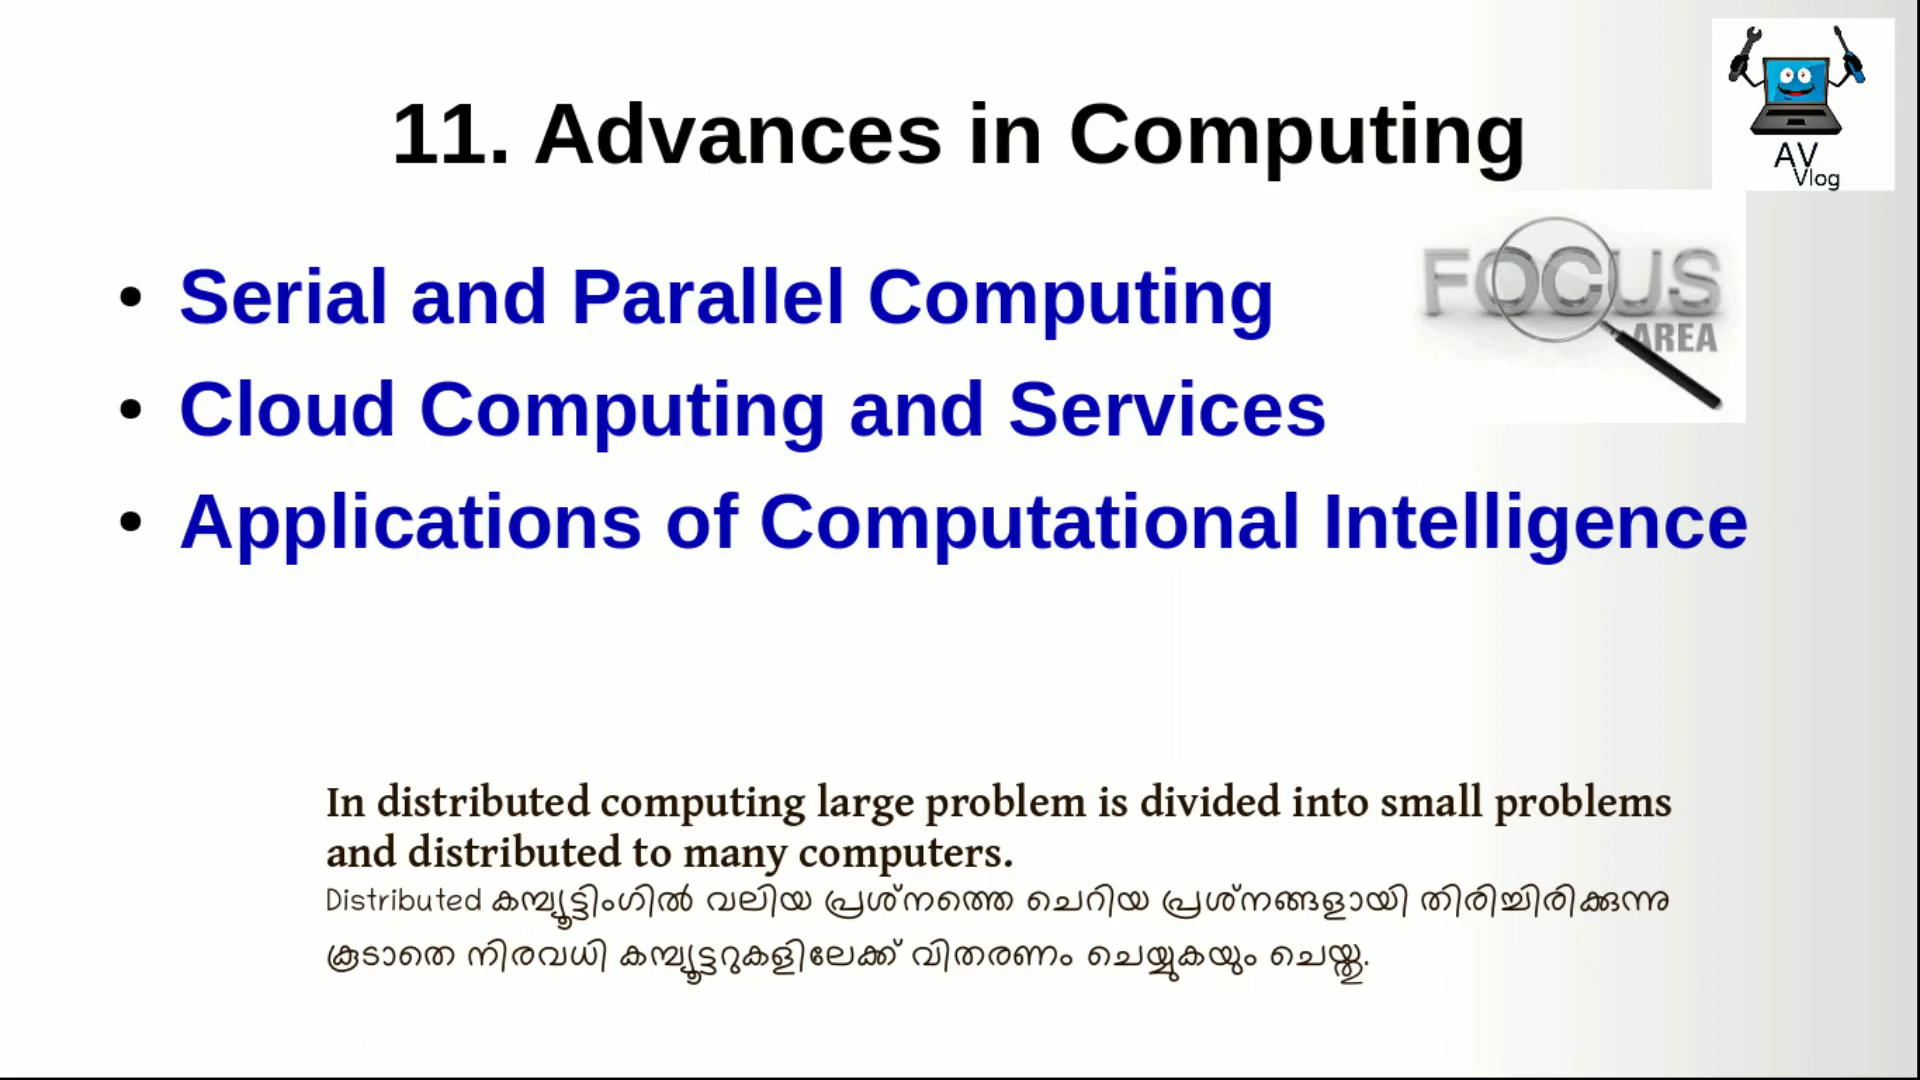 11. Advances in Computing
AV
Vlog
FOCUS
AREA
• Serial and Parallel Computing
• Cloud Computing and Services
• Applications of Computational Intelligence
In distributed computing large problem is divided into small problems
and distributed to many computers.
Distributed കമ്പ്യൂട്ടിംഗിൽ വലിയ പ്രശ്നത്തെ ചെറിയ പ്രശ്നങ്ങളായി തിരിച്ചിരിക്കുന്നു
കൂടാതെ നിരവധി കമ്പ്യൂട്ടറുകളിലേക്ക് വിതരണം ചെയ്യുകയും ചെയ്തു.